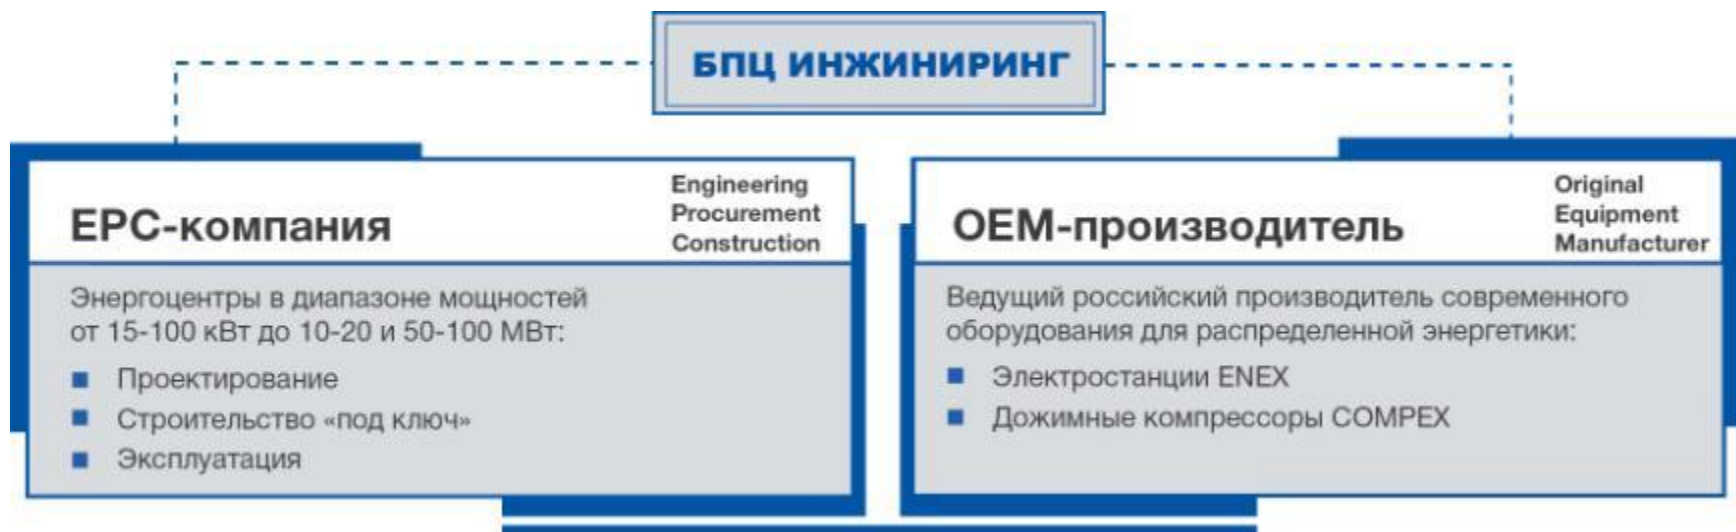 БПЦ ИНЖИНИРИНГ
EPC-компания
Engineering
Procurement
Construction
Энергоцентры в диапазоне мощностей
от 15-100 кВт до 10-20 и 50-100 МВт:
Проектирование
Строительство «под ключ»
Эксплуатация
OEM-производитель
Original
Equipment
Manufacturer
Ведущий российский производитель современного
оборудования для распределенной энергетики:
Электростанции ENEX
Дожимные компрессоры COMPEX